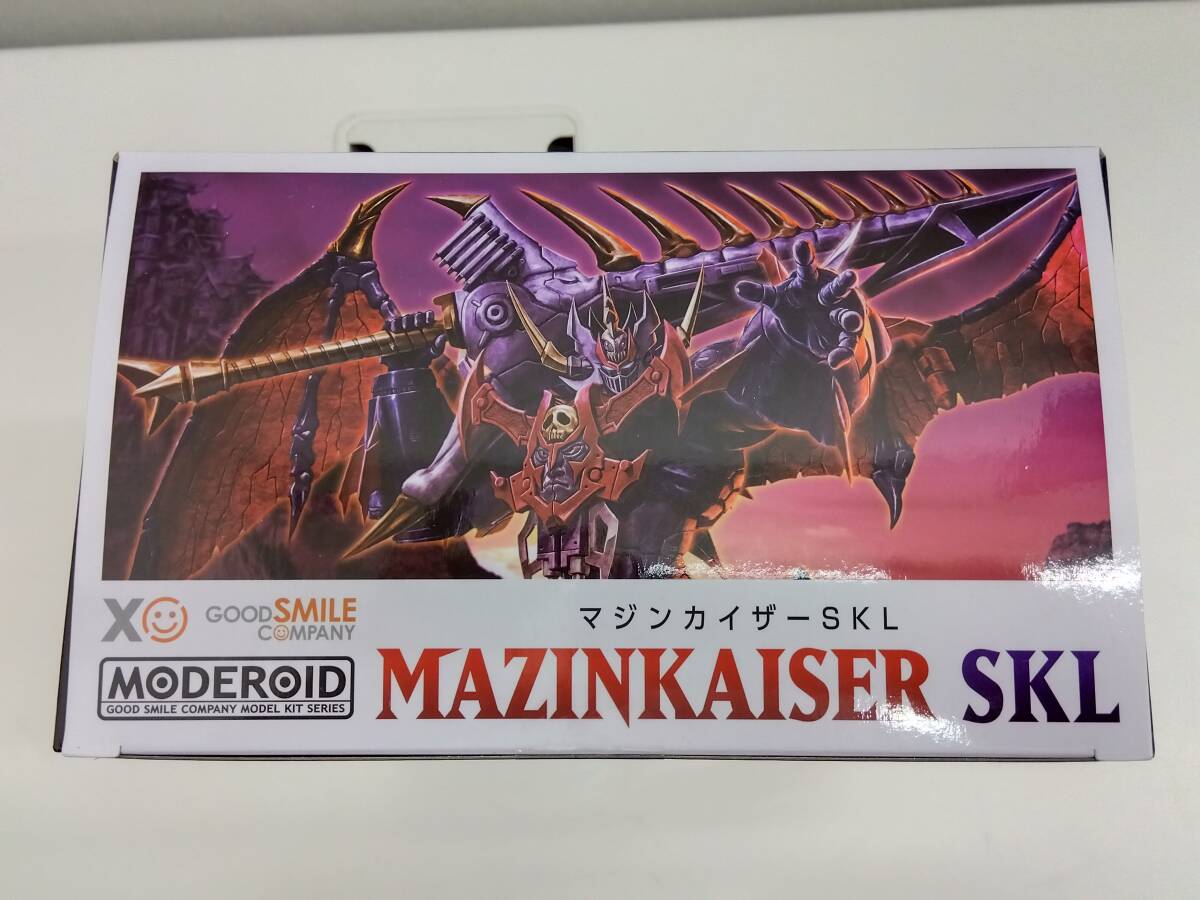 XO GOODSMILE
COMPANY
マジンカイザーSKL
MODEROID
GOOD SMILE COMPANY MODEL KIT SERIES
MAZINKAISER SKL